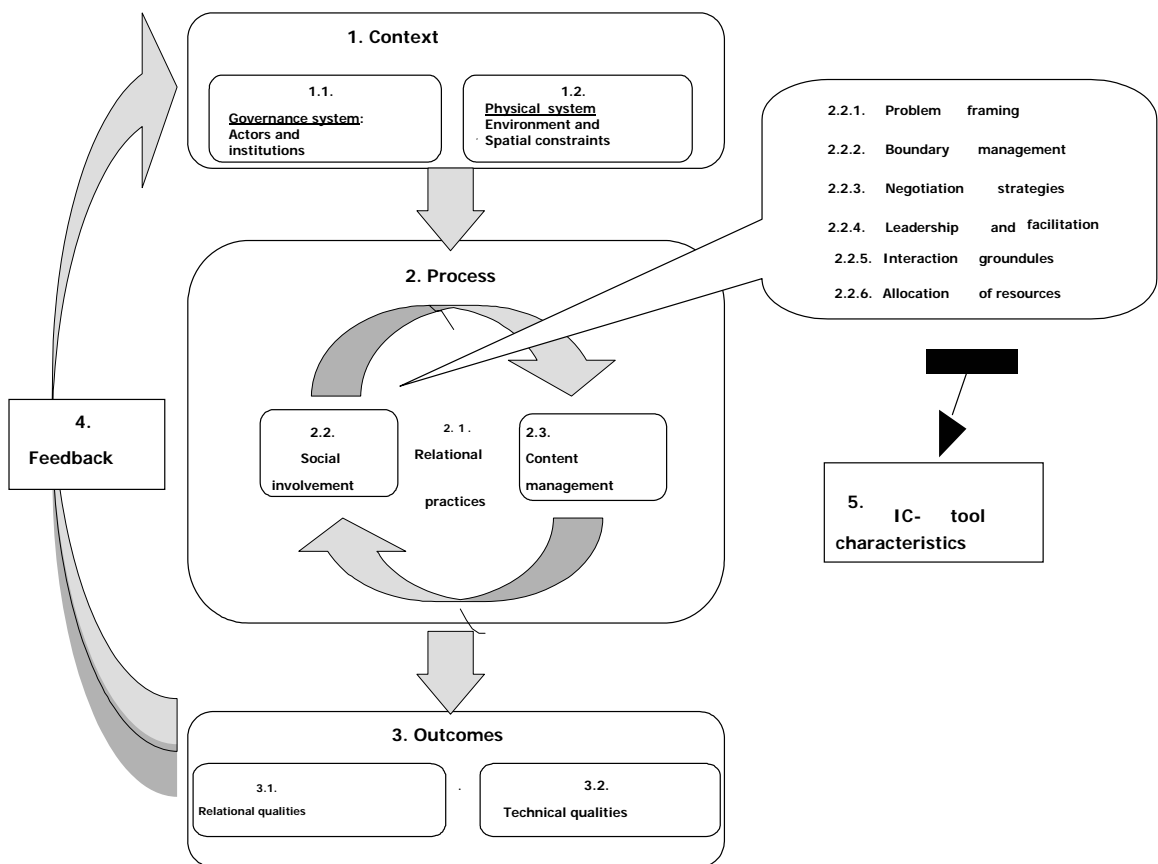 1. Context
1.1.
Governance system:
Actors and
institutions
1.2.
Physical system
Environment and
Spatial constraints
2.2.1. Problem framing
2.2.2. Boundary management
2.2.3. Negotiation strategies
2.2.4. Leadership and facilitation
2.2.5. Interaction groundules
2.2.6. Allocation of resources
2. Process
2.2.
Social
involvement
2. 1.
Relational
practices
2.3.
Content
management
4.
Feedback
5.
IC- tool
characteristics
3. Outcomes
3.1.
Relational qualities
3.2.
Technical qualities